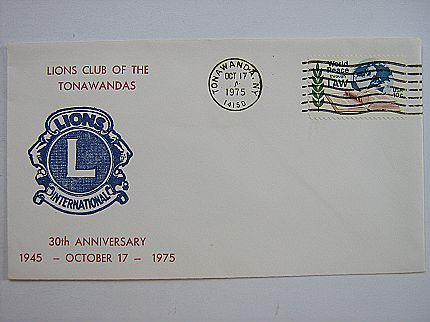 LIONS CLUB OF THE
TONAWANDAS
LIONS
L
INTERNATIONAL
30th ANNIVERSARY
1945 - OCTOBER 17 - 1975
TONAWANDA, NY
OCT 17
1975
14150
World
Peace
LAW
10c